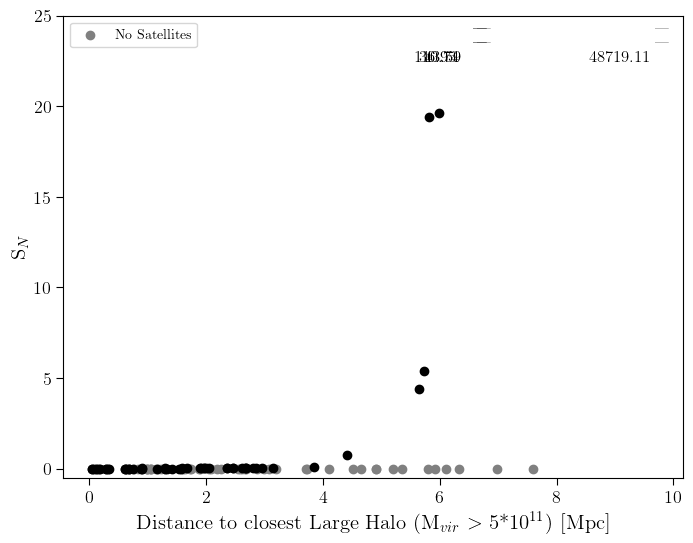 25
No Satellites
48719.11
20
15
S_N
10
5
0
0 2 4 6 8 10
Distance to closest Large Halo (M_vir > 5*10^11) [Mpc]